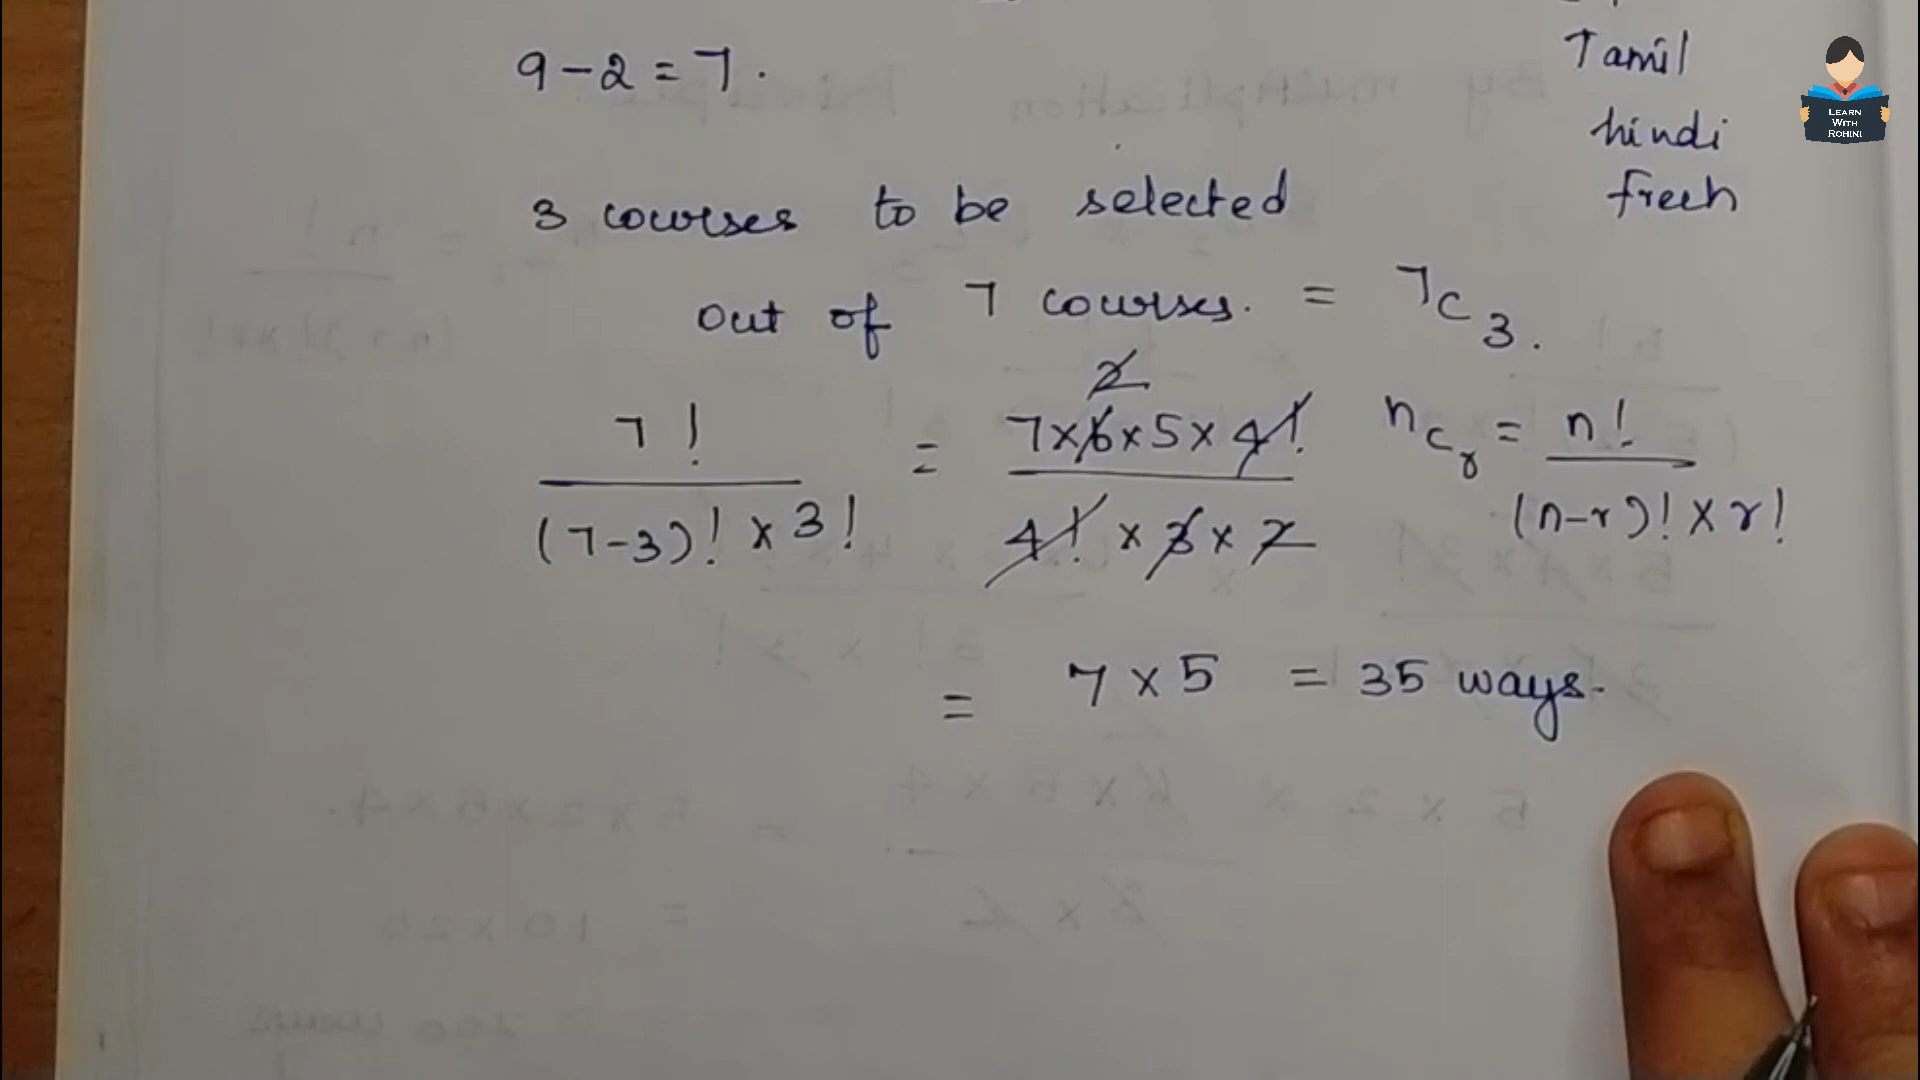 9-2=7.
Tamil
hindi
frech
LEARN
WITH
ROHINI
3 courses to be selected
out of 7 courses. = 7C3.
2
7! / (7-3)! x 3! = 7x6x5x4! / 4! x 3 x 2
nCr = n! / (n-r)! x r!
= 7 x 5 = 35 ways.